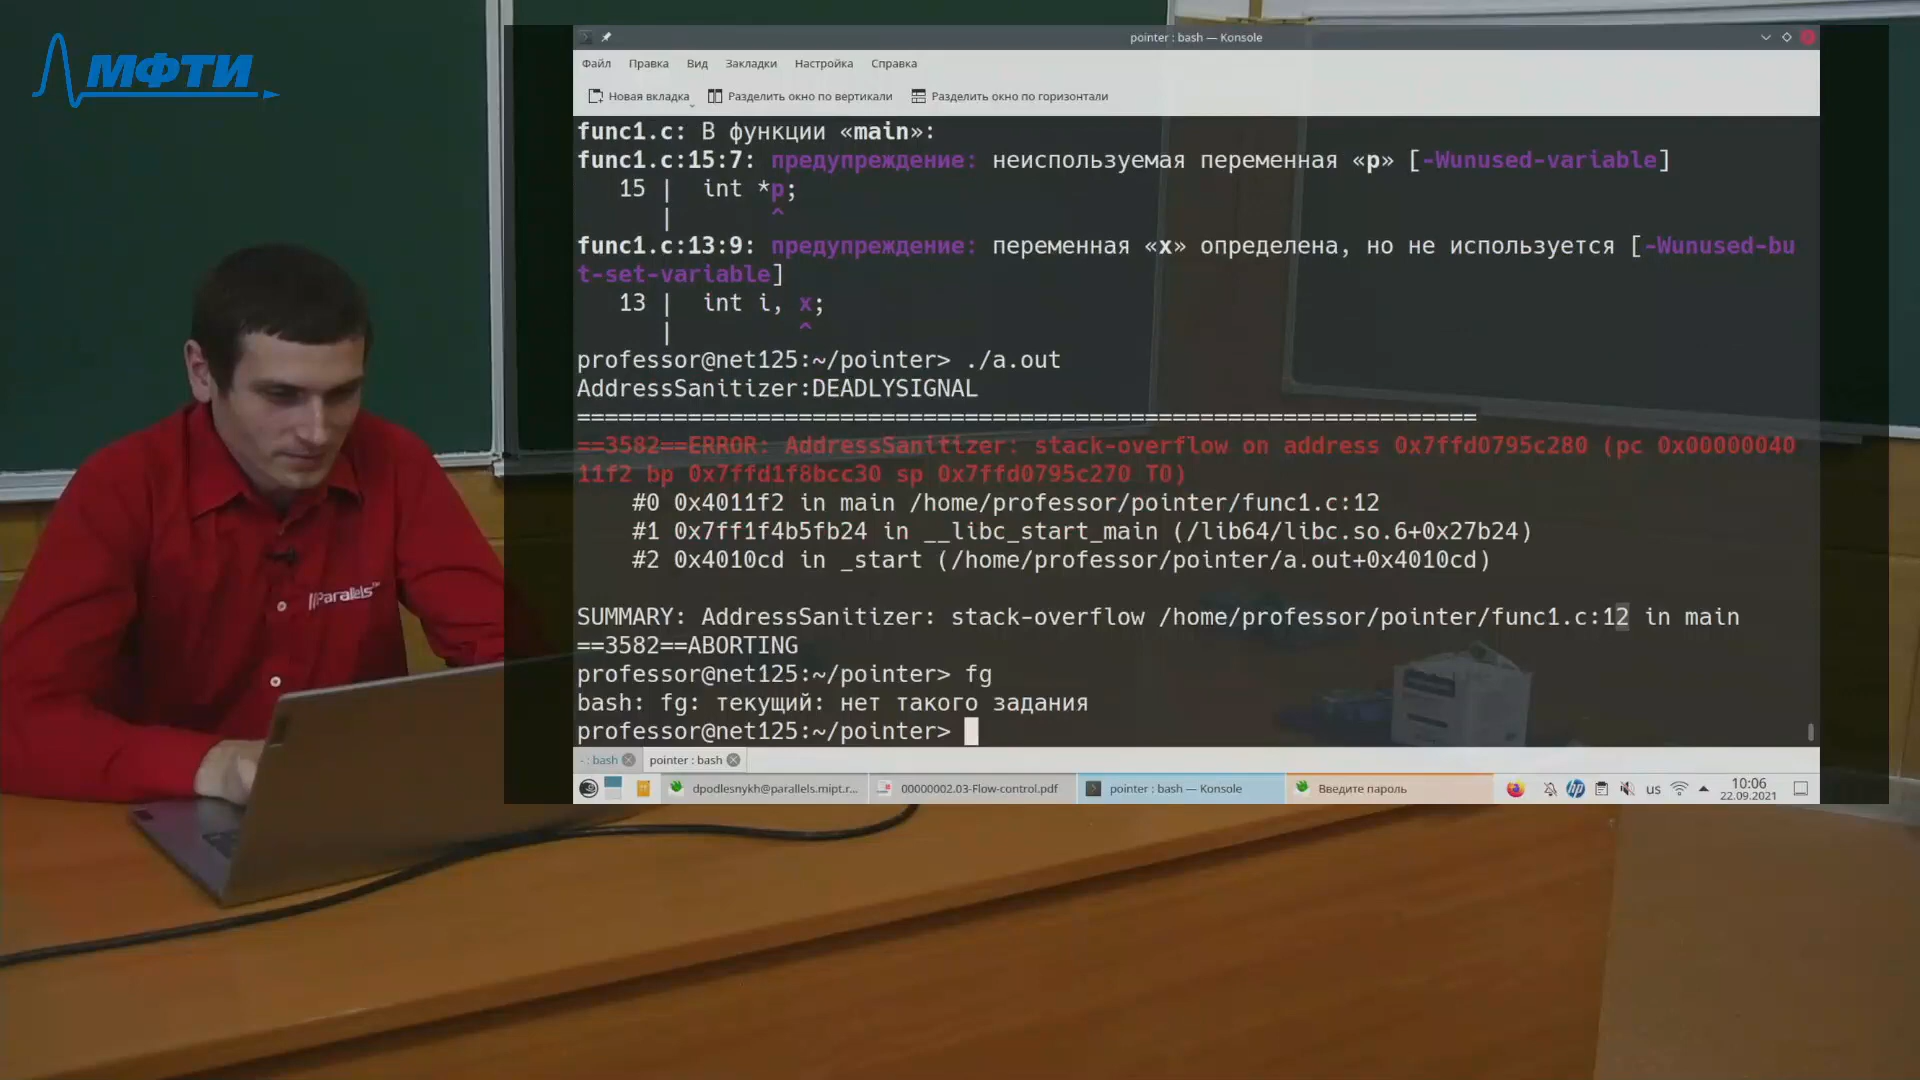 МФТИ
pointer : bash — Konsole
Файл Правка Вид Закладки Настройка Справка
Новая вкладка Разделить окно по вертикали Разделить окно по горизонтали
func1.c: В функции «main»:
func1.c:15:7: предупреждение: неиспользуемая переменная «p» [-Wunused-variable]
15 | int *p;
| ^
func1.c:13:9: предупреждение: переменная «x» определена, но не используется [-Wunused-bu
t-set-variable]
13 | int i, x;
| ^
professor@net125:~/pointer> ./a.out
AddressSanitizer:DEADLYSIGNAL
=================================================================
==3582==ERROR: AddressSanitizer: stack-overflow on address 0x7ffd0795c280 (pc 0x00000040
11f2 bp 0x7ffd1f8bcc30 sp 0x7ffd0795c270 T0)
#0 0x4011f2 in main /home/professor/pointer/func1.c:12
#1 0x7ff1f4b5fb24 in __libc_start_main (/lib64/libc.so.6+0x27b24)
#2 0x4010cd in _start (/home/professor/pointer/a.out+0x4010cd)
SUMMARY: AddressSanitizer: stack-overflow /home/professor/pointer/func1.c:12 in main
==3582==ABORTING
professor@net125:~/pointer> fg
bash: fg: текущий: нет такого задания
professor@net125:~/pointer>
- : bash pointer : bash
dpodlesnykh@parallels.mipt.r... 00000002.03-Flow-control.pdf pointer : bash — Konsole Введите пароль us 10:06
22.09.2021
Parallels